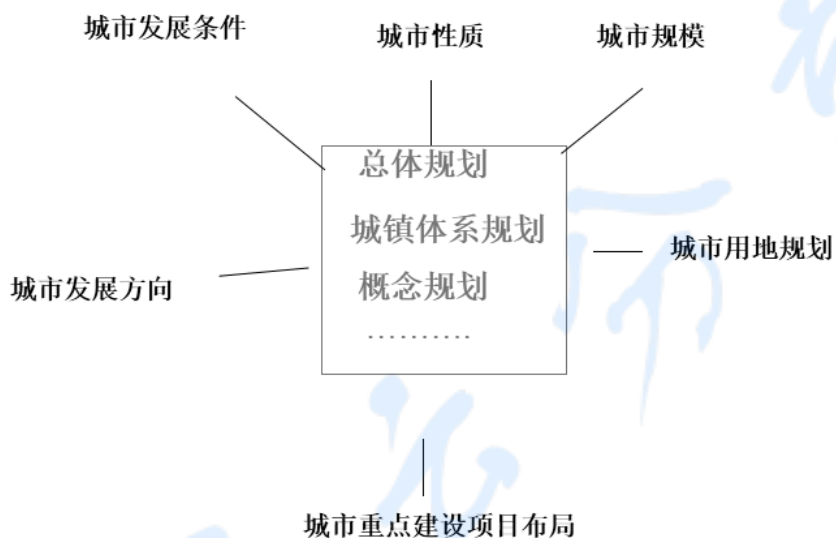 城市发展条件
城市性质
城市规模
总体规划
城镇体系规划
概念规划
..........
城市用地规划
城市发展方向
城市重点建设项目布局